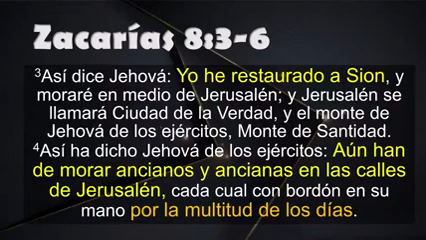 Zacarías 8:3-6
3Así dice Jehová: Yo he restaurado a Sion, y
moraré en medio de Jerusalén; y Jerusalén se
llamará Ciudad de la Verdad, y el monte de
Jehová de los ejércitos, Monte de Santidad.
4Así ha dicho Jehová de los ejércitos: Aún han
de morar ancianos y ancianas en las calles
de Jerusalén, cada cual con bordón en su
mano por la multitud de los días.